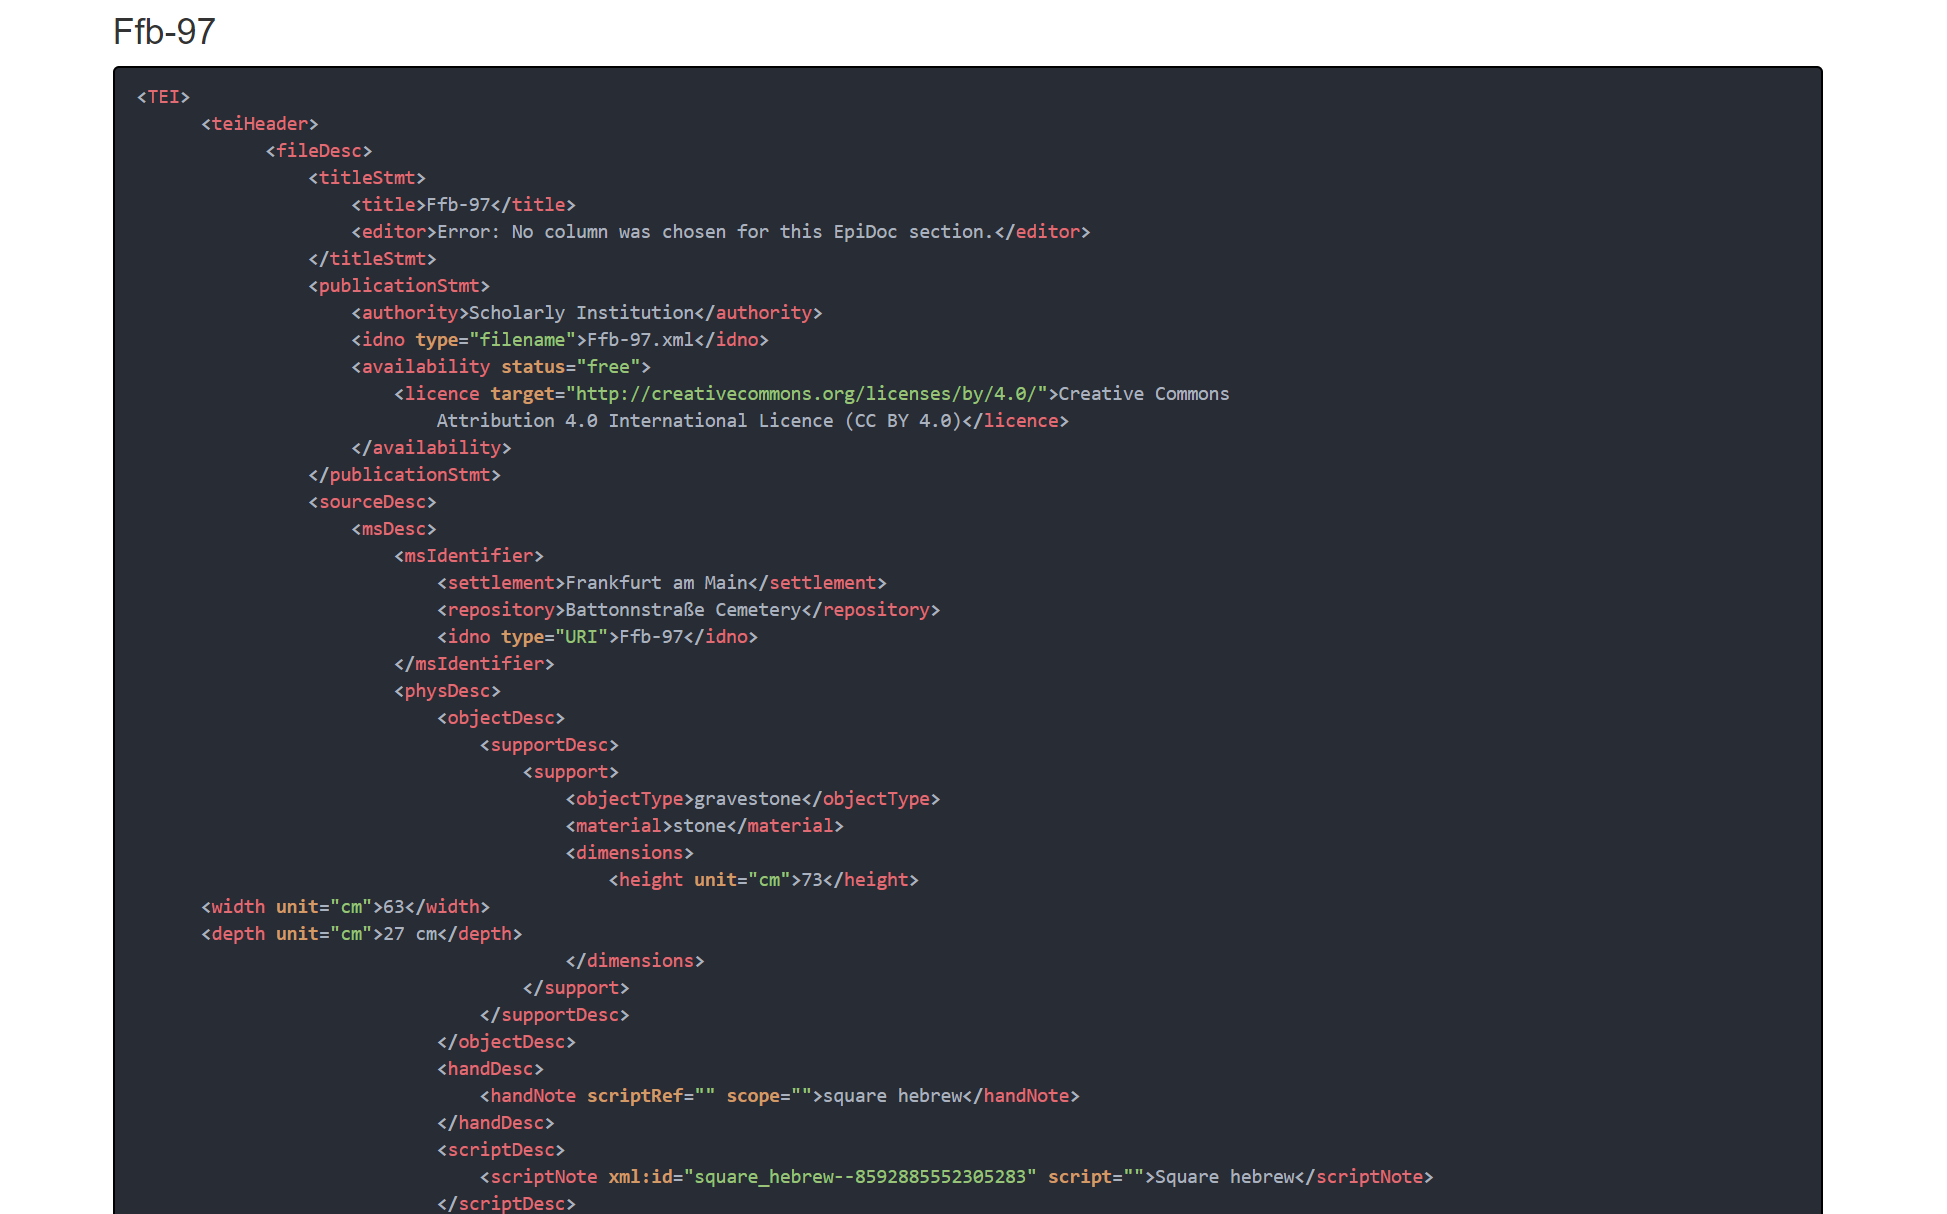 Ffb-97
<TEI>
<teiHeader>
<fileDesc>
<titleStmt>
<title>Ffb-97</title>
<editor>Error: No column was chosen for this EpiDoc section.</editor>
</titleStmt>
<publicationStmt>
<authority>Scholarly Institution</authority>
<idno type="filename">Ffb-97.xml</idno>
<availability status="free">
<licence target="http://creativecommons.org/licenses/by/4.0/">Creative Commons
Attribution 4.0 International Licence (CC BY 4.0)</licence>
</availability>
</publicationStmt>
<sourceDesc>
<msDesc>
<msIdentifier>
<settlement>Frankfurt am Main</settlement>
<repository>Battonnstraße Cemetery</repository>
<idno type="URI">Ffb-97</idno>
</msIdentifier>
<physDesc>
<objectDesc>
<supportDesc>
<support>
<objectType>gravestone</objectType>
<material>stone</material>
<dimensions>
<height unit="cm">73</height>
<width unit="cm">63</width>
<depth unit="cm">27 cm</depth>
</dimensions>
</support>
</supportDesc>
</objectDesc>
<handDesc>
<handNote scriptRef="" scope="">square hebrew</handNote>
</handDesc>
<scriptDesc>
<scriptNote xml:id="square_hebrew--8592885552305283" script="">Square hebrew</scriptNote>
</scriptDesc>